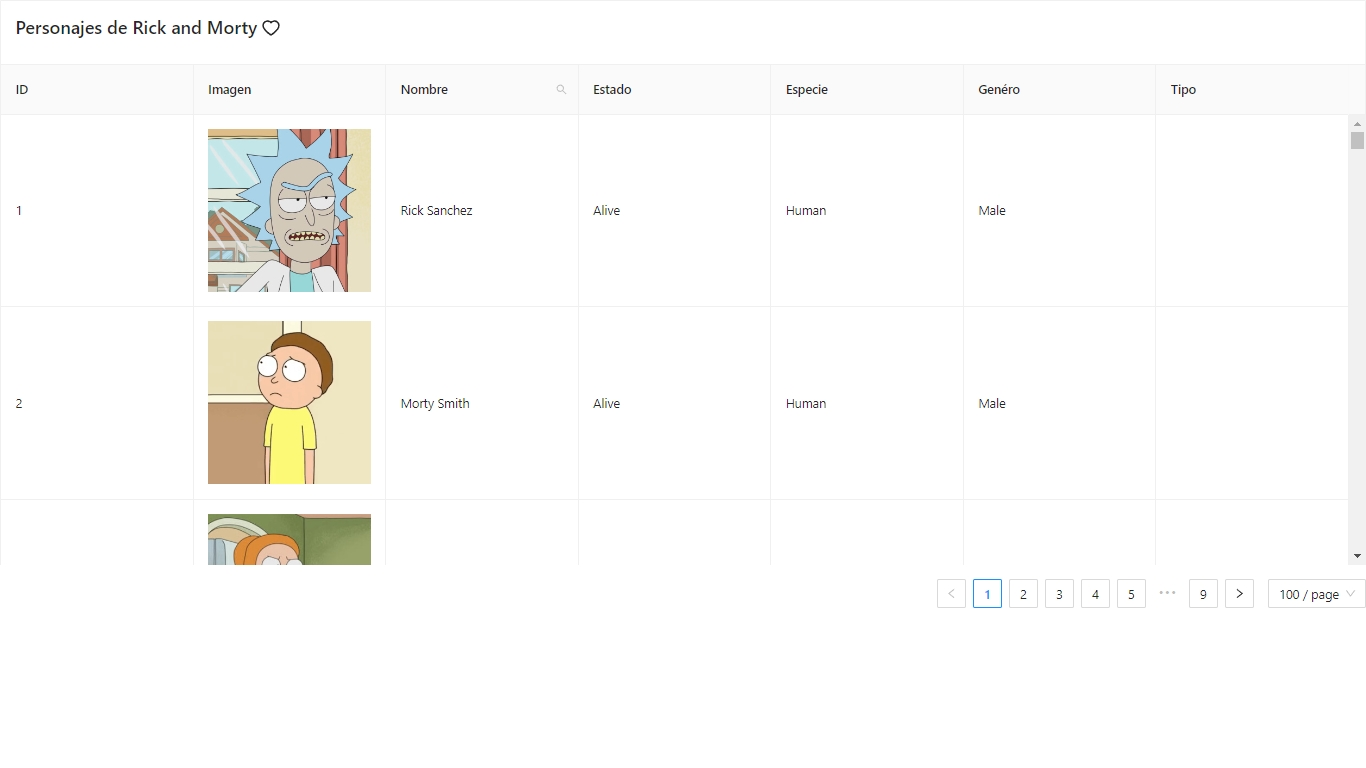 Personajes de Rick and Morty
ID Imagen Nombre Estado Especie Genéro Tipo
1 Rick Sanchez Alive Human Male
2 Morty Smith Alive Human Male
1 2 3 4 5 ••• 9 100 / page